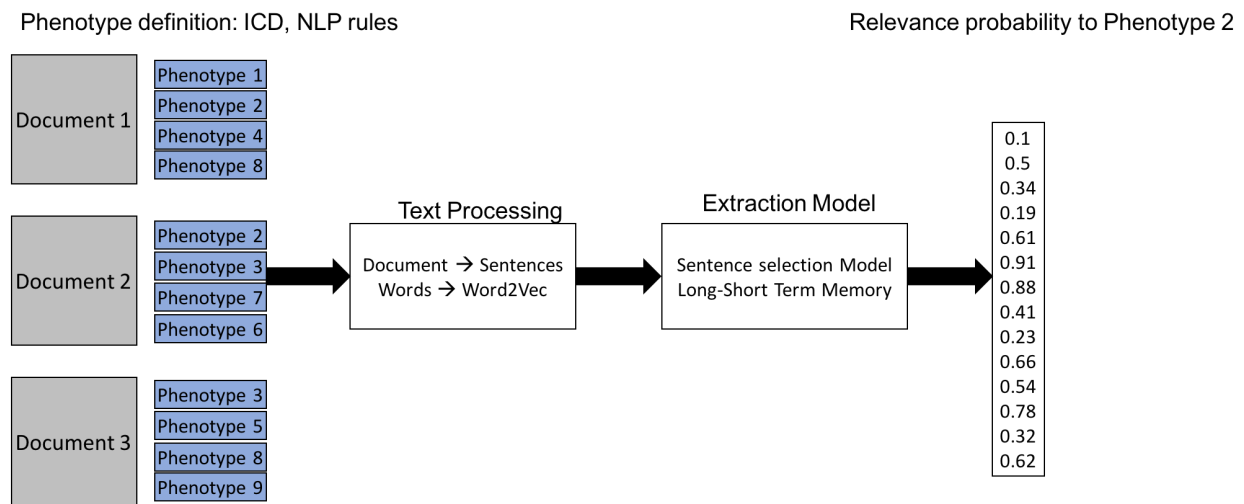 Phenotype definition: ICD, NLP rules
Relevance probability to Phenotype 2
Document 1
Phenotype 1
Phenotype 2
Phenotype 4
Phenotype 8
Document 2
Phenotype 2
Phenotype 3
Phenotype 7
Phenotype 6
Document 3
Phenotype 3
Phenotype 5
Phenotype 8
Phenotype 9
Text Processing
Document → Sentences
Words → Word2Vec
Extraction Model
Sentence selection Model
Long-Short Term Memory
0.1
0.5
0.34
0.19
0.61
0.91
0.88
0.41
0.23
0.66
0.54
0.78
0.32
0.62